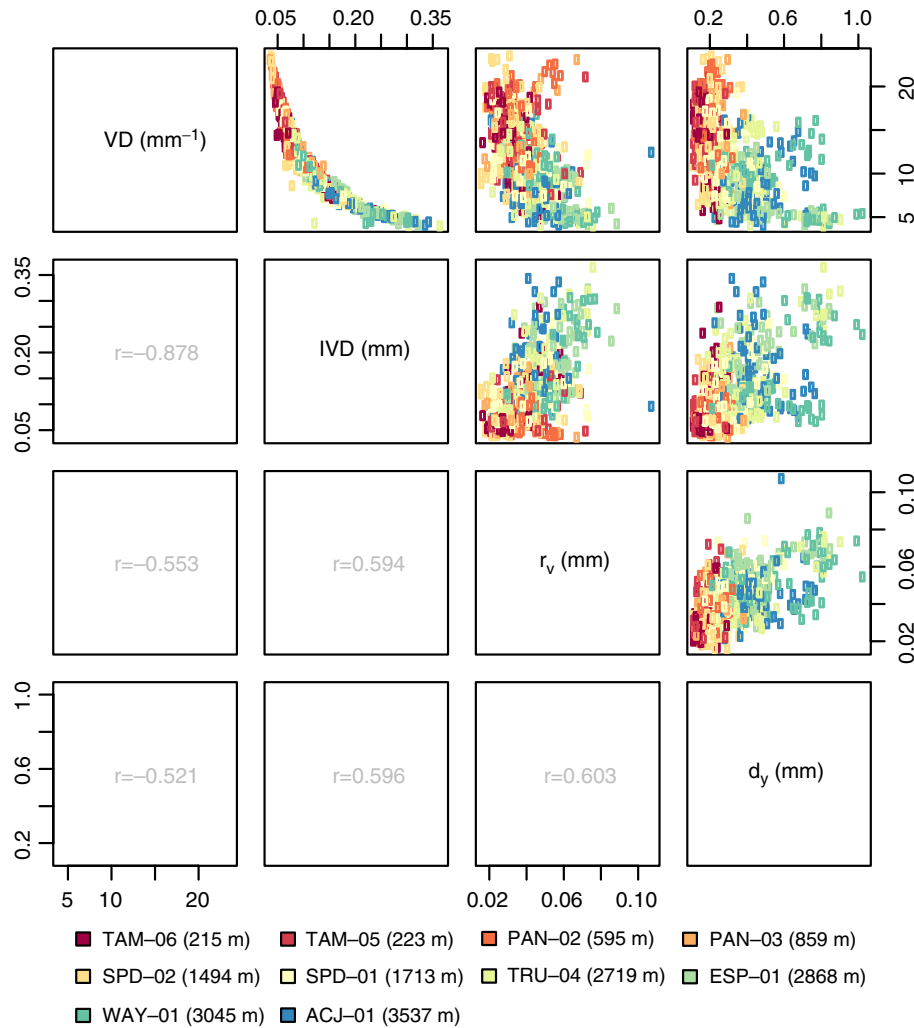 0.05 0.20 0.35
0.2 0.6 1.0
VD (mm⁻¹)
5 10 20
0.05 0.20 0.35
r=−0.878
IVD (mm)
r=−0.553
r=0.594
r_v (mm)
0.02 0.06 0.10
0.2 0.6 1.0
r=−0.521
r=0.596
r=0.603
d_y (mm)
5 10 20
0.02 0.06 0.10
TAM−06 (215 m) TAM−05 (223 m) PAN−02 (595 m) PAN−03 (859 m)
SPD−02 (1494 m) SPD−01 (1713 m) TRU−04 (2719 m) ESP−01 (2868 m)
WAY−01 (3045 m) ACJ−01 (3537 m)